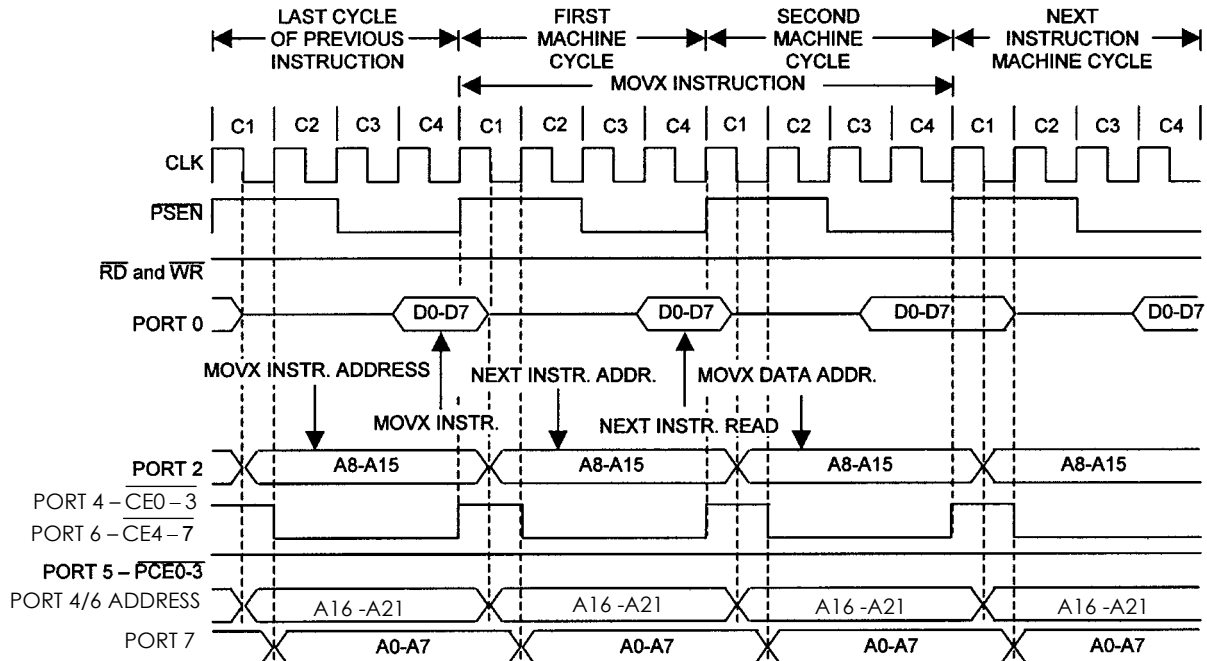 LAST CYCLE OF PREVIOUS INSTRUCTION
FIRST MACHINE CYCLE
SECOND MACHINE CYCLE
NEXT INSTRUCTION MACHINE CYCLE
MOVX INSTRUCTION
C1 C2 C3 C4 C1 C2 C3 C4 C1 C2 C3 C4 C1 C2 C3 C4
CLK
PSEN
RD and WR
PORT 0 D0-D7 D0-D7 D0-D7 D0-D7
MOVX INSTR. ADDRESS NEXT INSTR. ADDR. MOVX DATA ADDR.
MOVX INSTR. NEXT INSTR. READ
PORT 2 A8-A15 A8-A15 A8-A15 A8-A15
PORT 4 – CE0 – 3
PORT 6 – CE4 – 7
PORT 5 – PCE0-3
PORT 4/6 ADDRESS A16 -A21 A16 -A21 A16 -A21 A16 -A21
PORT 7 A0-A7 A0-A7 A0-A7 A0-A7